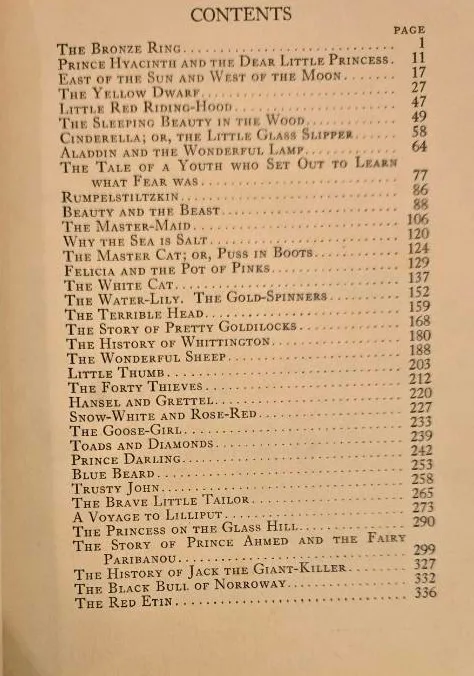 CONTENTS
PAGE
THE BRONZE RING 1
PRINCE HYACINTH AND THE DEAR LITTLE PRINCESS. 11
EAST OF THE SUN AND WEST OF THE MOON 17
THE YELLOW DWARF 27
LITTLE RED RIDING-HOOD 47
THE SLEEPING BEAUTY IN THE WOOD 49
CINDERELLA; OR, THE LITTLE GLASS SLIPPER 58
ALADDIN AND THE WONDERFUL LAMP 64
THE TALE OF A YOUTH WHO SET OUT TO LEARN
WHAT FEAR WAS 77
RUMPELSTILTZKIN 86
BEAUTY AND THE BEAST 88
THE MASTER-MAID 106
WHY THE SEA IS SALT 120
THE MASTER CAT; OR, PUSS IN BOOTS 124
FELICIA AND THE POT OF PINKS 129
THE WHITE CAT 137
THE WATER-LILY. THE GOLD-SPINNERS 152
THE TERRIBLE HEAD 159
THE STORY OF PRETTY GOLDILOCKS 168
THE HISTORY OF WHITTINGTON 180
THE WONDERFUL SHEEP 188
LITTLE THUMB 203
THE FORTY THIEVES 212
HANSEL AND GRETTEL 220
SNOW-WHITE AND ROSE-RED 227
THE GOOSE-GIRL 233
TOADS AND DIAMONDS 239
PRINCE DARLING 242
BLUE BEARD 253
TRUSTY JOHN 258
THE BRAVE LITTLE TAILOR 265
A VOYAGE TO LILLIPUT 273
THE PRINCESS ON THE GLASS HILL 290
THE STORY OF PRINCE AHMED AND THE FAIRY
PARIBANOU 299
THE HISTORY OF JACK THE GIANT-KILLER 327
THE BLACK BULL OF NORROWAY 332
THE RED ETIN 336